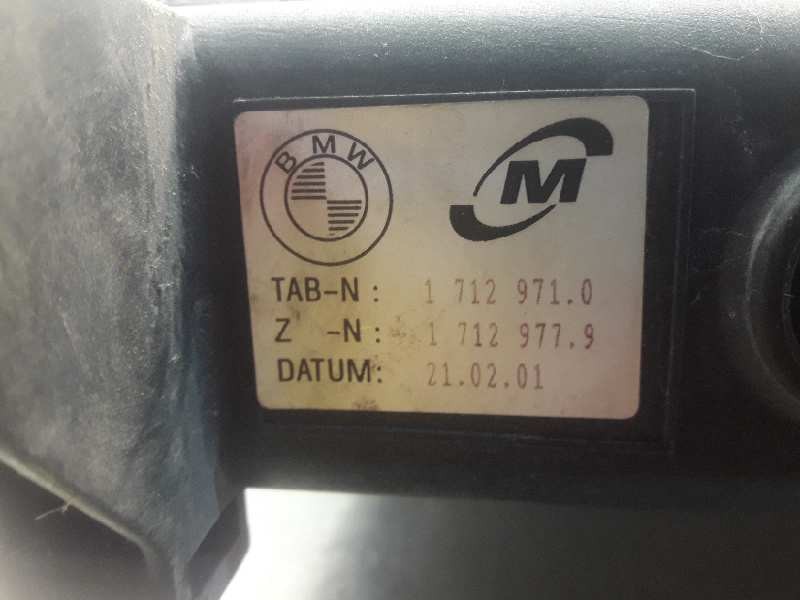 BMW
M
TAB-N: 1 712 971.0
Z -N: 1 712 977.9
DATUM: 21.02.01